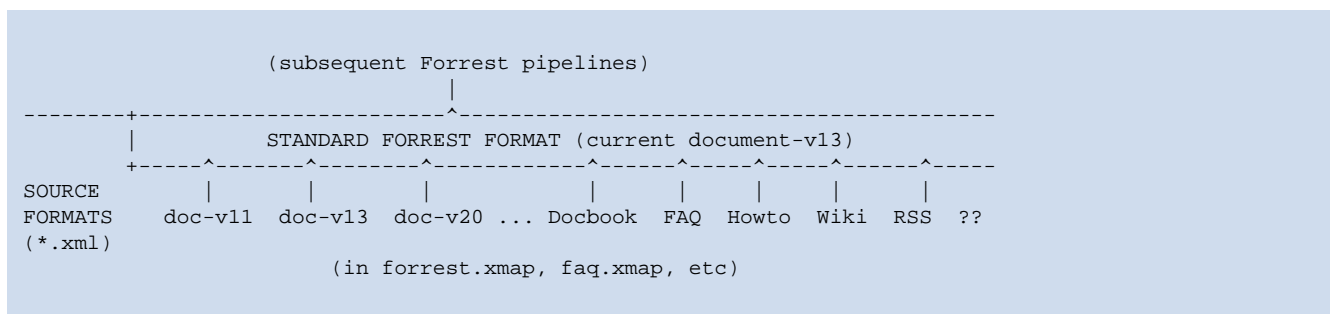 (subsequent Forrest pipelines)
                                 |
--------+------------------------^------------------------------------------
        |          STANDARD FORREST FORMAT (current document-v13)
        +-----^-------^--------^------------^------^-----^-----^------^-----
SOURCE        |       |        |            |      |     |     |      |
FORMATS    doc-v11  doc-v13  doc-v20 ... Docbook  FAQ  Howto  Wiki  RSS  ??
(*.xml)
                        (in forrest.xmap, faq.xmap, etc)